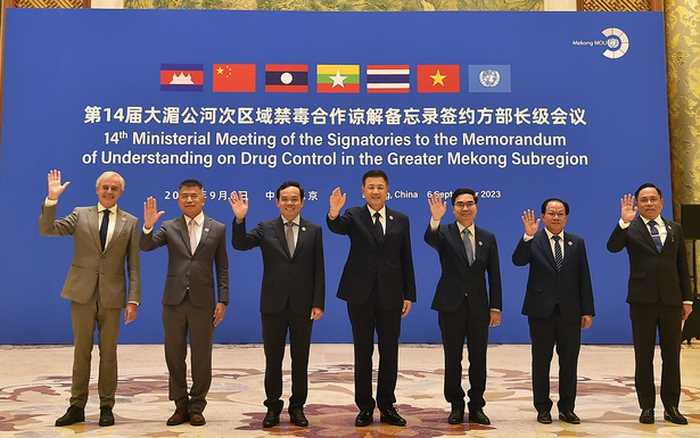 Mekong MOU
第14届大湄公河次区域禁毒合作谅解备忘录签约方部长级会议
14th Ministerial Meeting of the Signatories to the Memorandum
of Understanding on Drug Control in the Greater Mekong Subregion
China 6 2023